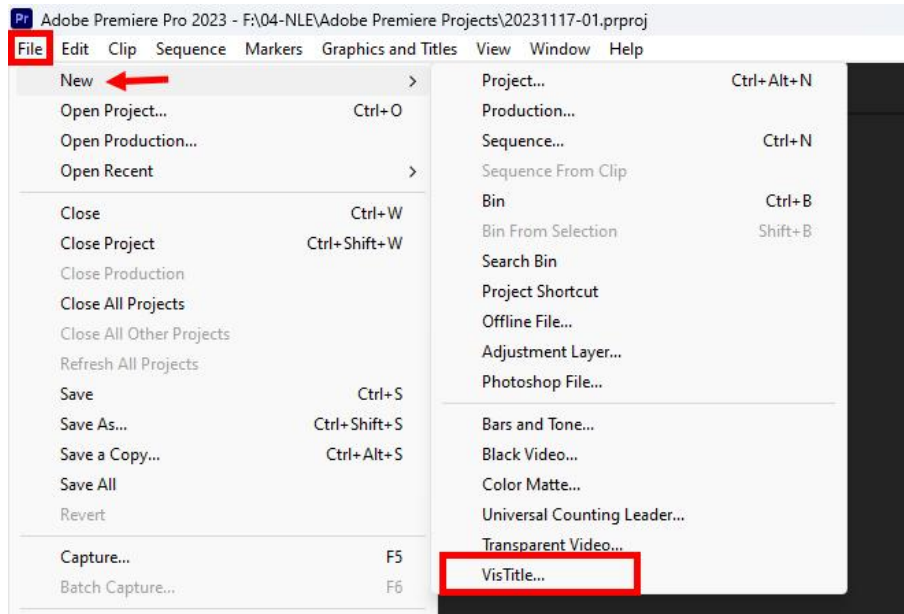 Pr Adobe Premiere Pro 2023 - F:\04-NLE\Adobe Premiere Projects\20231117-01.prproj
File Edit Clip Sequence Markers Graphics and Titles View Window Help
New >
Open Project... Ctrl+O
Open Production...
Open Recent >
Close Ctrl+W
Close Project Ctrl+Shift+W
Close Production
Close All Projects
Close All Other Projects
Refresh All Projects
Save Ctrl+S
Save As... Ctrl+Shift+S
Save a Copy... Ctrl+Alt+S
Save All
Revert
Capture... F5
Batch Capture... F6
Project... Ctrl+Alt+N
Production...
Sequence... Ctrl+N
Sequence From Clip
Bin Ctrl+B
Bin From Selection Shift+B
Search Bin
Project Shortcut
Offline File...
Adjustment Layer...
Photoshop File...
Bars and Tone...
Black Video...
Color Matte...
Universal Counting Leader...
Transparent Video...
VisTitle...